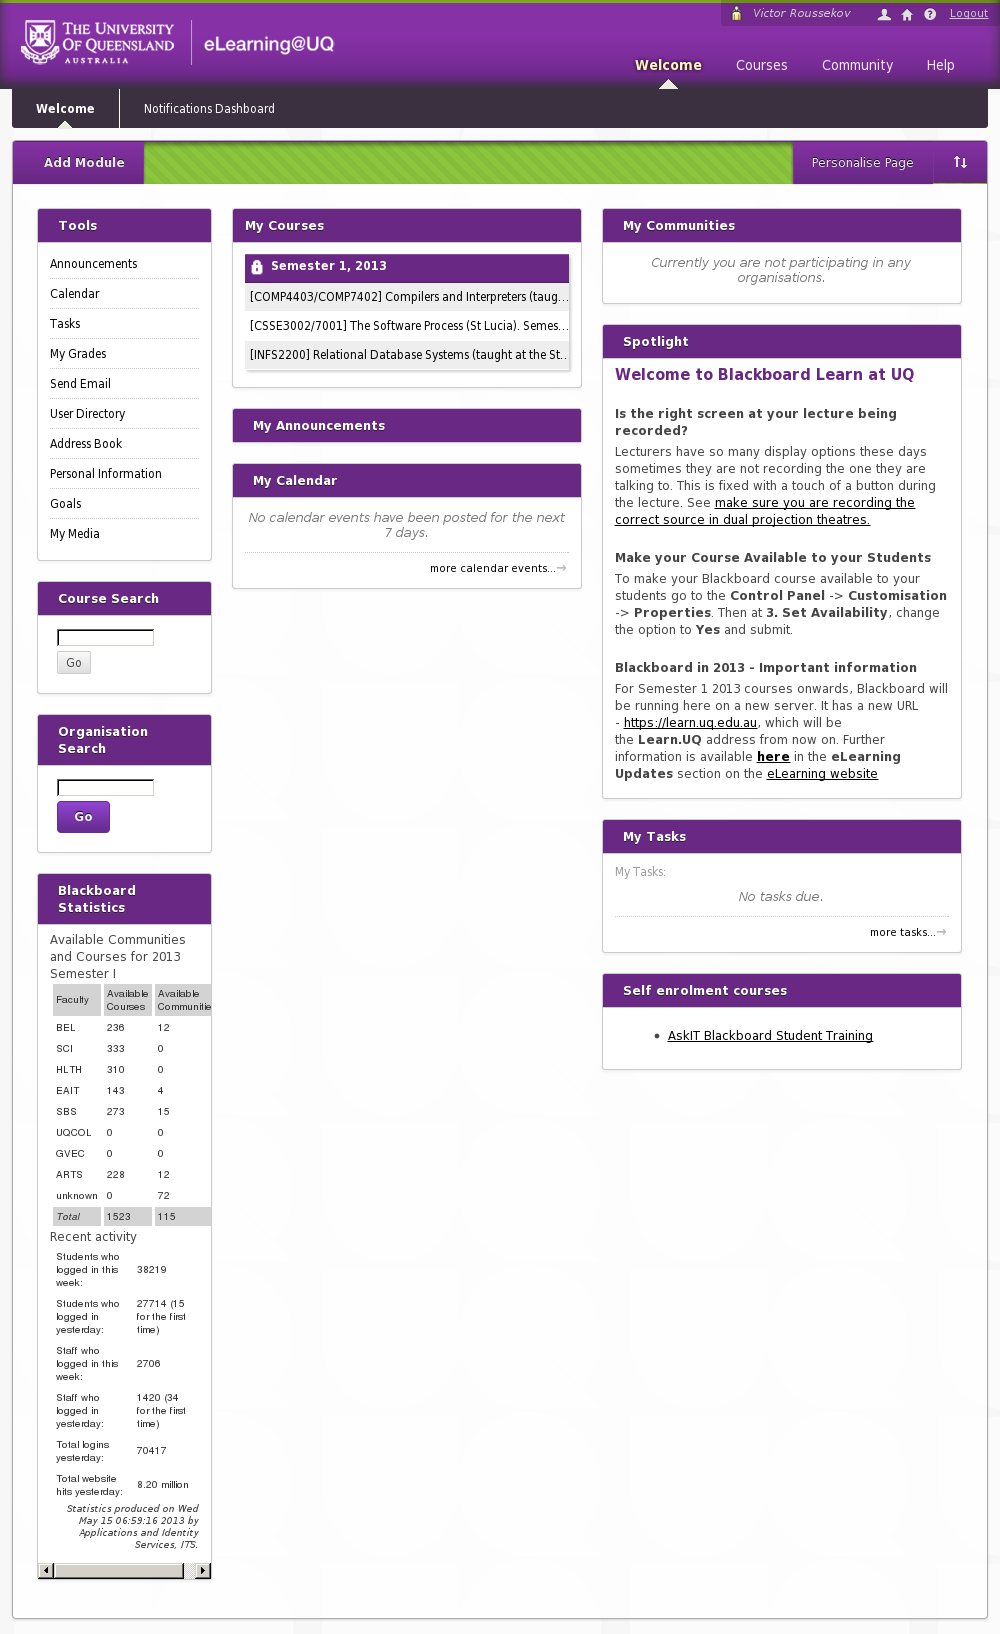 Victor Roussekov
Logout
THE UNIVERSITY
OF QUEENSLAND
AUSTRALIA
eLearning@UQ
Welcome
Courses
Community
Help
Welcome
Notifications Dashboard
Add Module
Personalise Page
Tools
Announcements
Calendar
Tasks
My Grades
Send Email
User Directory
Address Book
Personal Information
Goals
My Media
Course Search
Go
Organisation
Search
Go
Blackboard
Statistics
Available Communities
and Courses for 2013
Semester I
Faculty Available Courses Available Communitie
BEL 236 12
SCI 333 0
HLTH 310 0
EAIT 143 4
SBS 273 15
UQCOL 0 0
GVEC 0 0
ARTS 228 12
unknown 0 72
Total 1523 115
Recent activity
Students who
logged in this
week:
38219
Students who
logged in
yesterday:
27714 (15
for the first
time)
Staff who
logged in this
week:
2706
Staff who
logged in
yesterday:
1420 (34
for the first
time)
Total logins
yesterday:
70417
Total website
hits yesterday:
8.20 million
Statistics produced on Wed
May 15 06:59:16 2013 by
Applications and Identity
Services, ITS.
My Courses
Semester 1, 2013
[COMP4403/COMP7402] Compilers and Interpreters (taug...
[CSSE3002/7001] The Software Process (St Lucia). Semes...
[INFS2200] Relational Database Systems (taught at the St..
My Announcements
My Calendar
No calendar events have been posted for the next
7 days.
more calendar events...→
My Communities
Currently you are not participating in any
organisations.
Spotlight
Welcome to Blackboard Learn at UQ
Is the right screen at your lecture being
recorded?
Lecturers have so many display options these days
sometimes they are not recording the one they are
talking to. This is fixed with a touch of a button during
the lecture. See make sure you are recording the
correct source in dual projection theatres.
Make your Course Available to your Students
To make your Blackboard course available to your
students go to the Control Panel -> Customisation
-> Properties. Then at 3. Set Availability, change
the option to Yes and submit.
Blackboard in 2013 - Important information
For Semester 1 2013 courses onwards, Blackboard will
be running here on a new server. It has a new URL
- https://learn.uq.edu.au, which will be
the Learn.UQ address from now on. Further
information is available here in the eLearning
Updates section on the eLearning website
My Tasks
My Tasks:
No tasks due.
more tasks...→
Self enrolment courses
• AskIT Blackboard Student Training